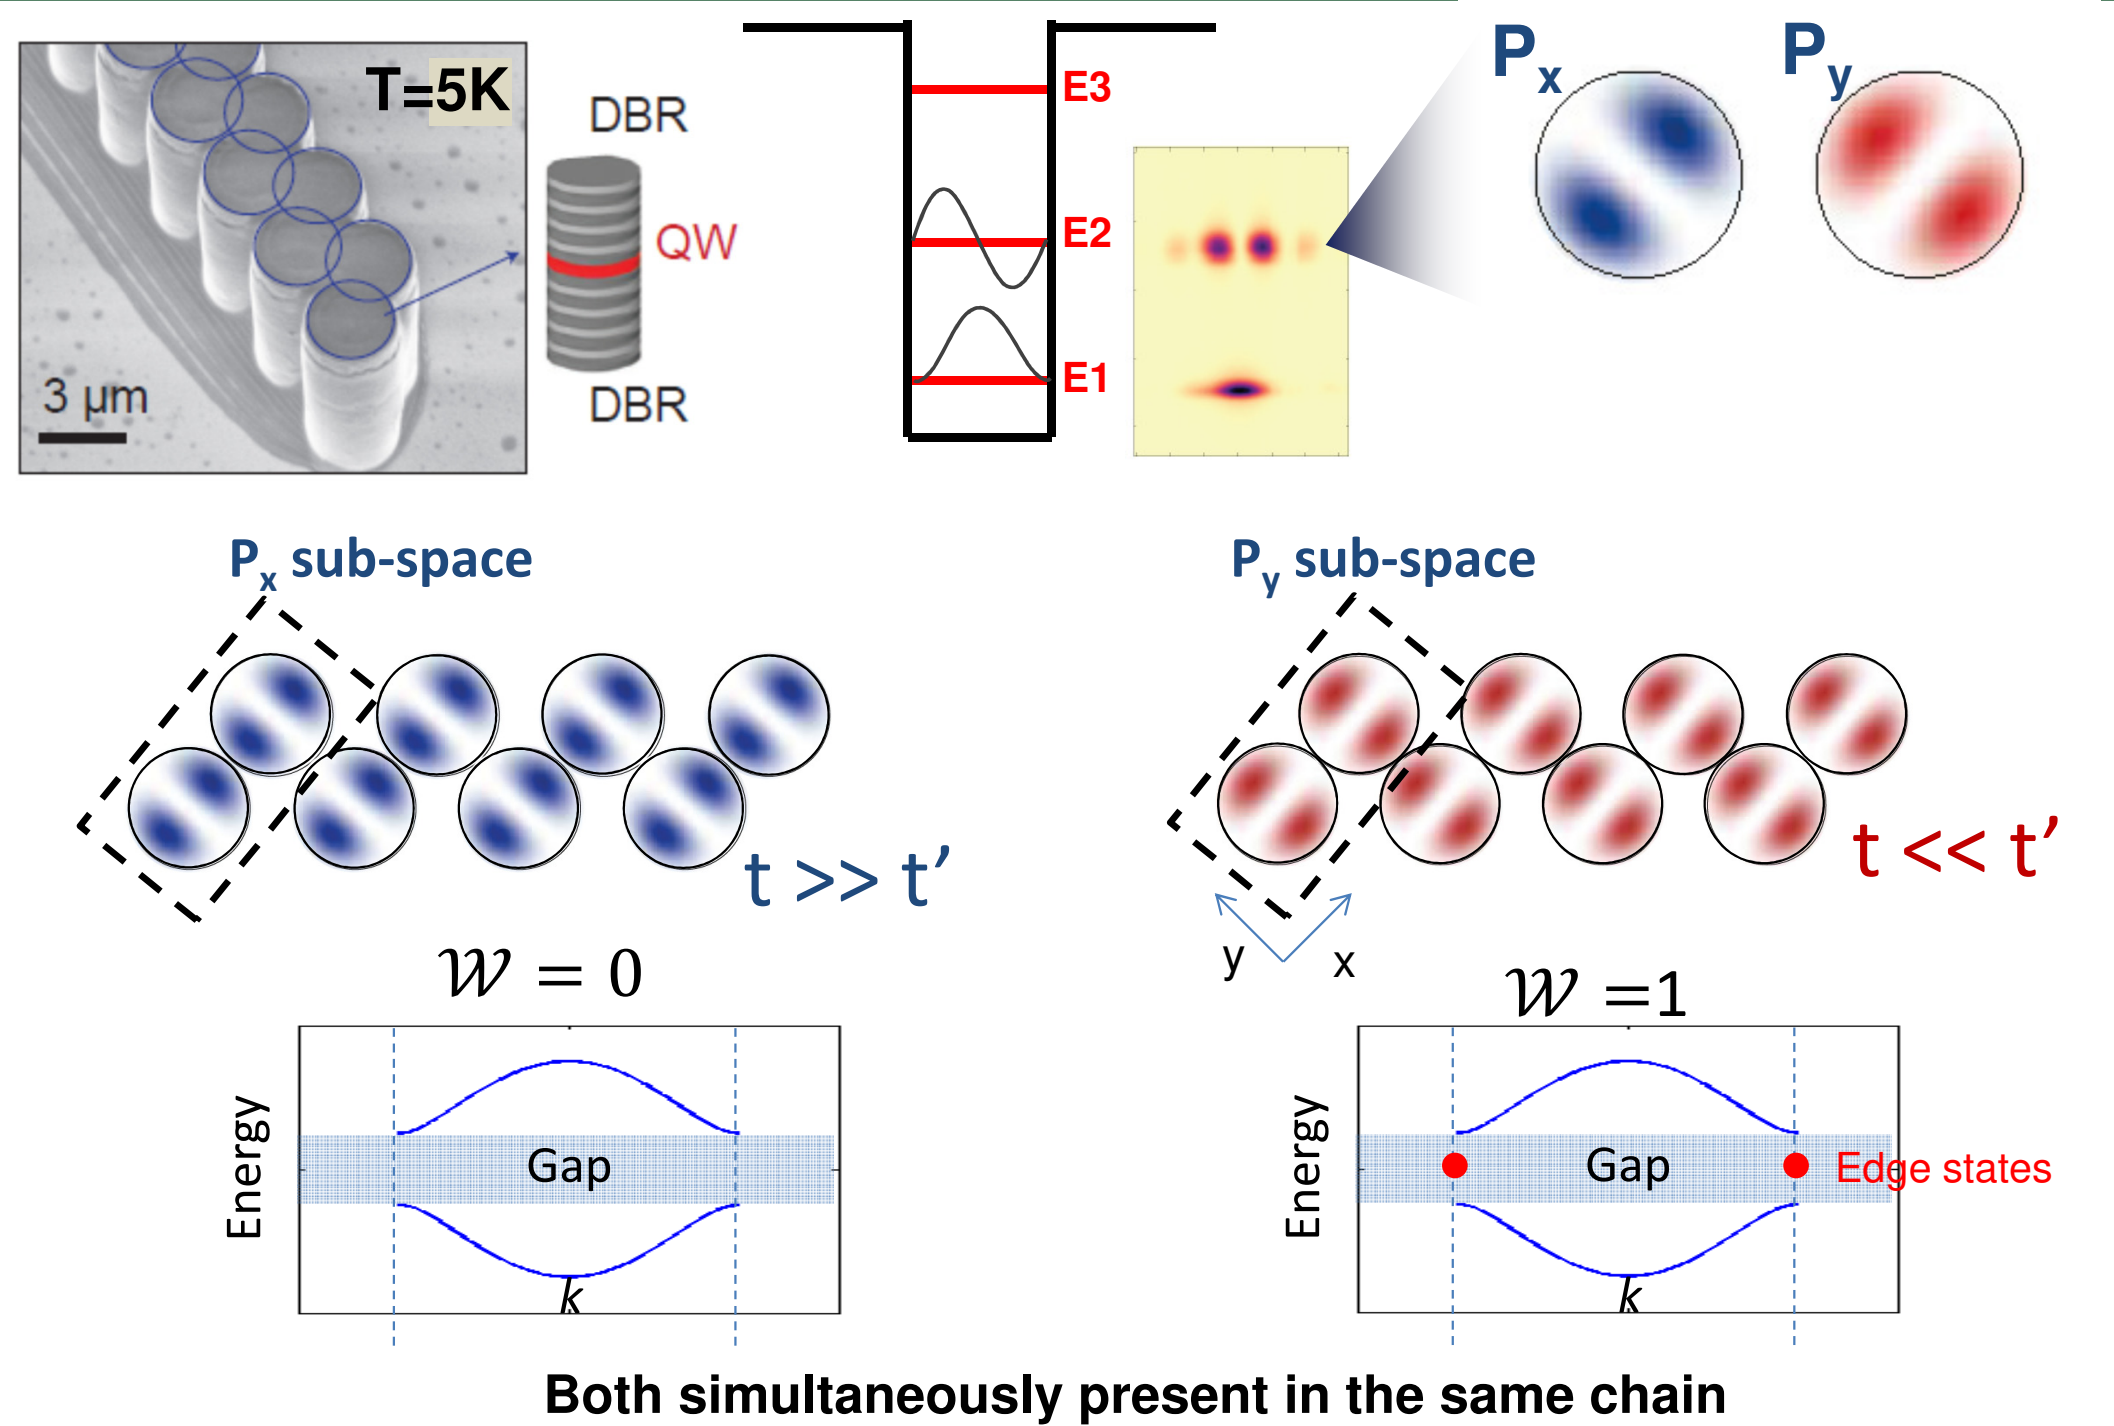 T=5K
3 µm
DBR
QW
DBR
E3
E2
E1
Px
Py
Px sub-space
t >> t’
𝒲 = 0
Energy
Gap
k
Py sub-space
t << t’
y
x
𝒲 =1
Energy
Gap
Edge states
k
Both simultaneously present in the same chain